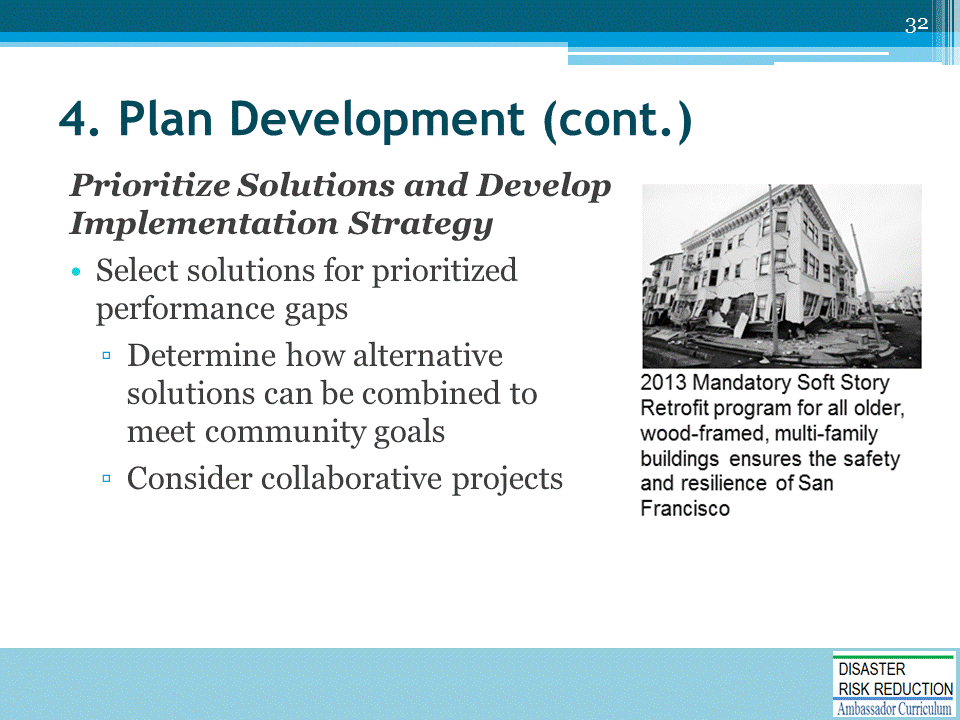 32
4. Plan Development (cont.)
Prioritize Solutions and Develop
Implementation Strategy
• Select solutions for prioritized
performance gaps
▫ Determine how alternative
solutions can be combined to
meet community goals
▫ Consider collaborative projects
2013 Mandatory Soft Story
Retrofit program for all older,
wood-framed, multi-family
buildings ensures the safety
and resilience of San
Francisco
DISASTER
RISK REDUCTION
Ambassador Curriculum